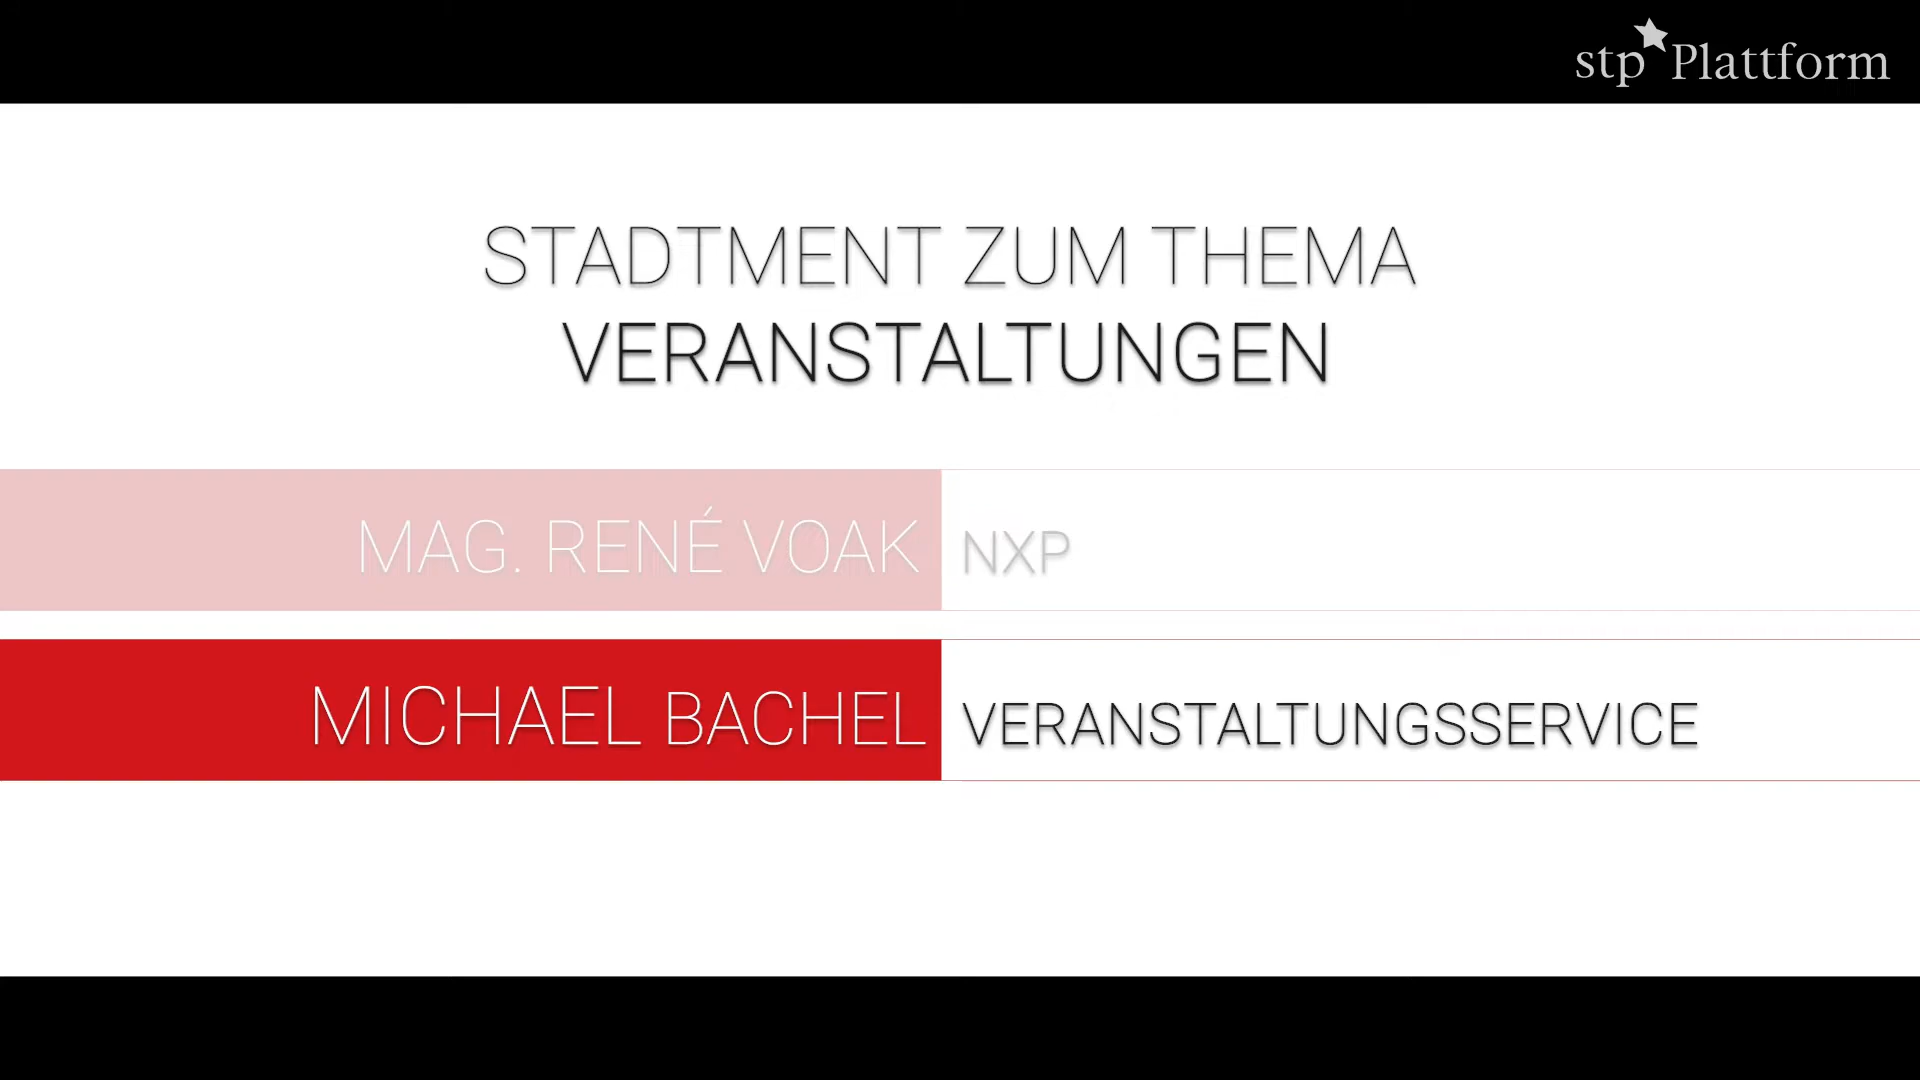 stp Plattform
STADTMENT ZUM THEMA
VERANSTALTUNGEN
MAG. RENÉ VOAK NXP
MICHAEL BACHEL VERANSTALTUNGSSERVICE